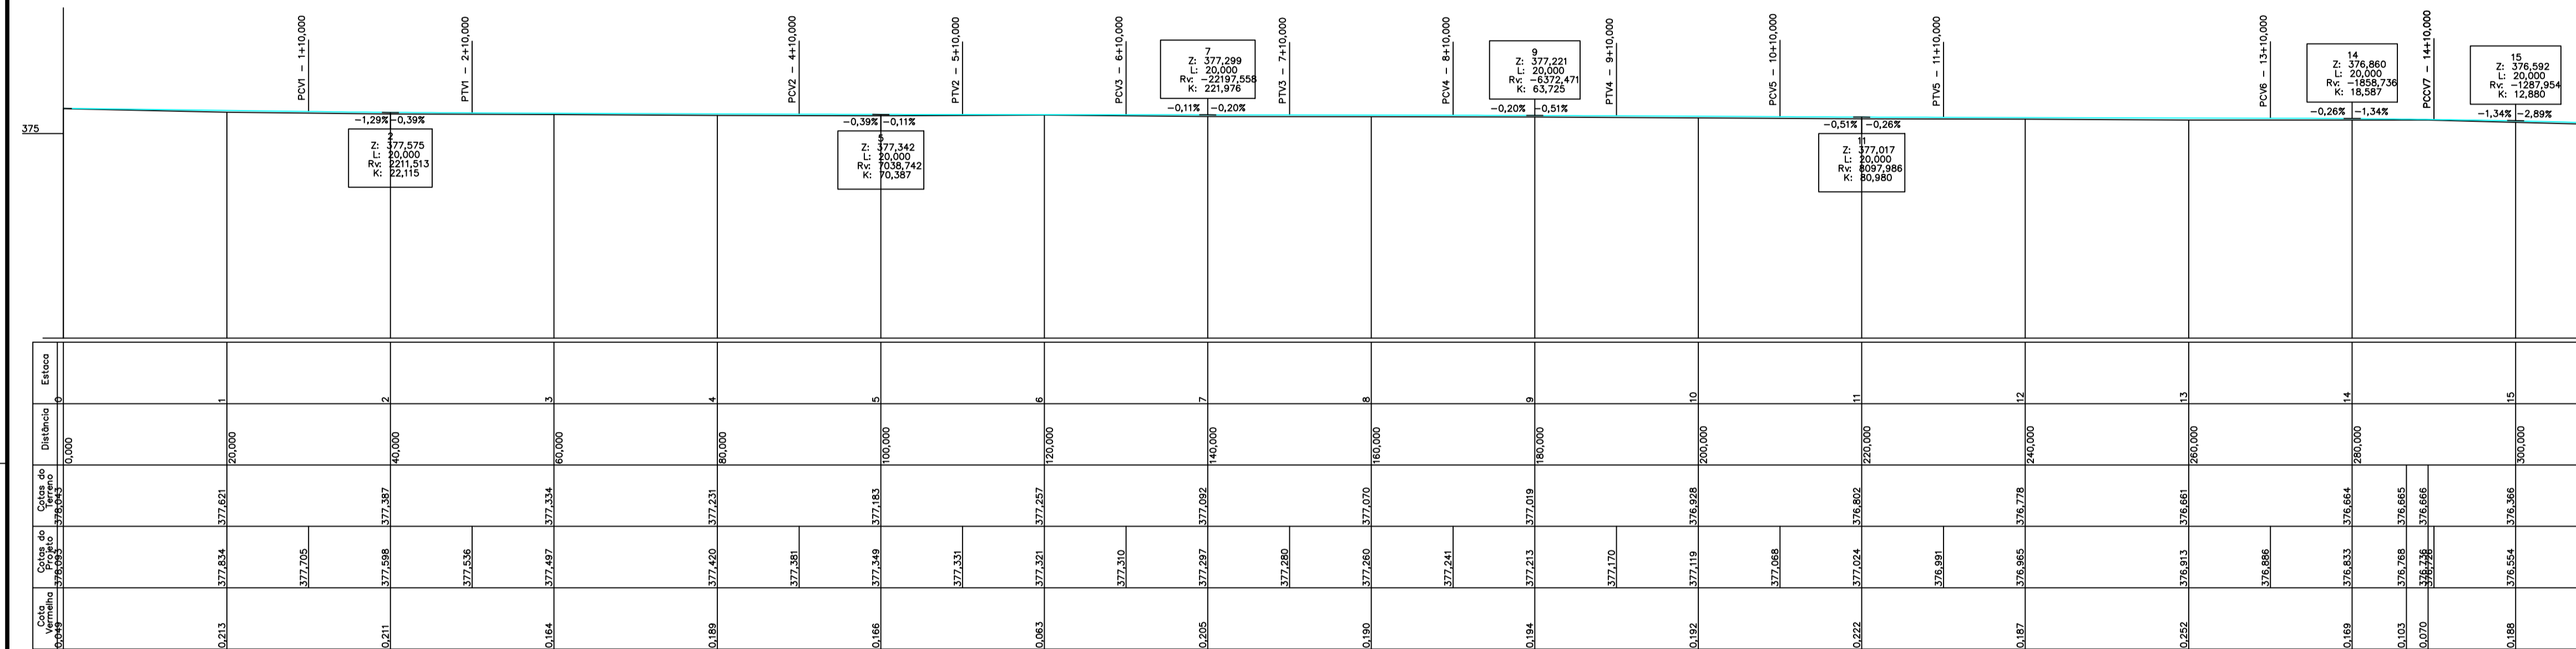 PCV1 - 1+10,000
PTV1 - 2+10,000
PCV2 - 4+10,000
PTV2 - 5+10,000
PCV3 - 6+10,000
PTV3 - 7+10,000
PCV4 - 8+10,000
PTV4 - 9+10,000
PCV5 - 10+10,000
PTV5 - 11+10,000
PCV6 - 13+10,000
PCCV7 - 14+10,000
375
-1,29% -0,39%
2
Z: 377,575
L: 20,000
Rv: 2211,513
K: 22,115
-0,39% -0,11%
5
Z: 377,342
L: 20,000
Rv: 7038,742
K: 70,387
7
Z: 377,299
L: 20,000
Rv: -22197,558
K: 221,976
-0,11% -0,20%
9
Z: 377,221
L: 20,000
Rv: -6372,471
K: 63,725
-0,20% -0,51%
-0,51% -0,26%
11
Z: 377,017
L: 20,000
Rv: 8097,986
K: 80,980
14
Z: 376,860
L: 20,000
Rv: -1858,736
K: 18,587
-0,26% -1,34%
15
Z: 376,592
L: 20,000
Rv: -1287,954
K: 12,880
-1,34% -2,89%
Estaca
0 1 2 3 4 5 6 7 8 9 10 11 12 13 14 15
Distância
0,000 20,000 40,000 60,000 80,000 100,000 120,000 140,000 160,000 180,000 200,000 220,000 240,000 260,000 280,000 300,000
Cotas do
Terreno
378,043 377,621 377,387 377,334 377,231 377,183 377,257 377,092 377,070 377,019 376,928 376,802 376,778 376,661 376,664 376,665 376,666 376,366
Cotas do
Projeto
378,093 377,834 377,705 377,598 377,536 377,497 377,420 377,381 377,349 377,331 377,321 377,310 377,297 377,280 377,260 377,241 377,213 377,170 377,119 377,068 377,024 376,991 376,965 376,913 376,886 376,833 376,768 376,736 376,554
Cota
Vermelha
0,049 0,213 0,211 0,164 0,189 0,166 0,063 0,205 0,190 0,194 0,192 0,222 0,187 0,252 0,169 0,103 0,070 0,188